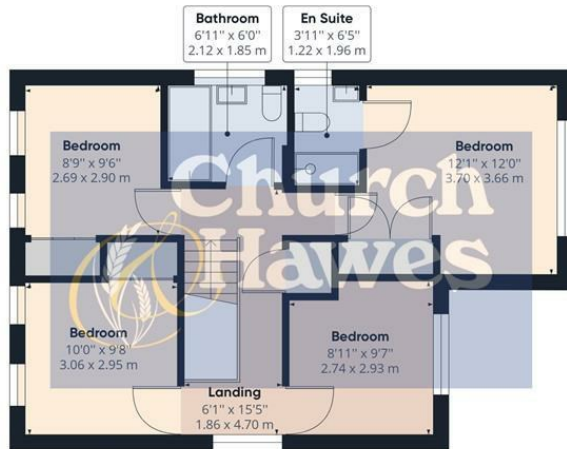 Bathroom
6'11" x 6'0"
2.12 x 1.85 m
En Suite
3'11" x 6'5"
1.22 x 1.96 m
Bedroom
8'9" x 9'6"
2.69 x 2.90 m
Bedroom
12'1" x 12'0"
3.70 x 3.66 m
Church
& Hawes
Bedroom
10'0" x 9'8"
3.06 x 2.95 m
Bedroom
8'11" x 9'7"
2.74 x 2.93 m
Landing
6'1" x 15'5"
1.86 x 4.70 m